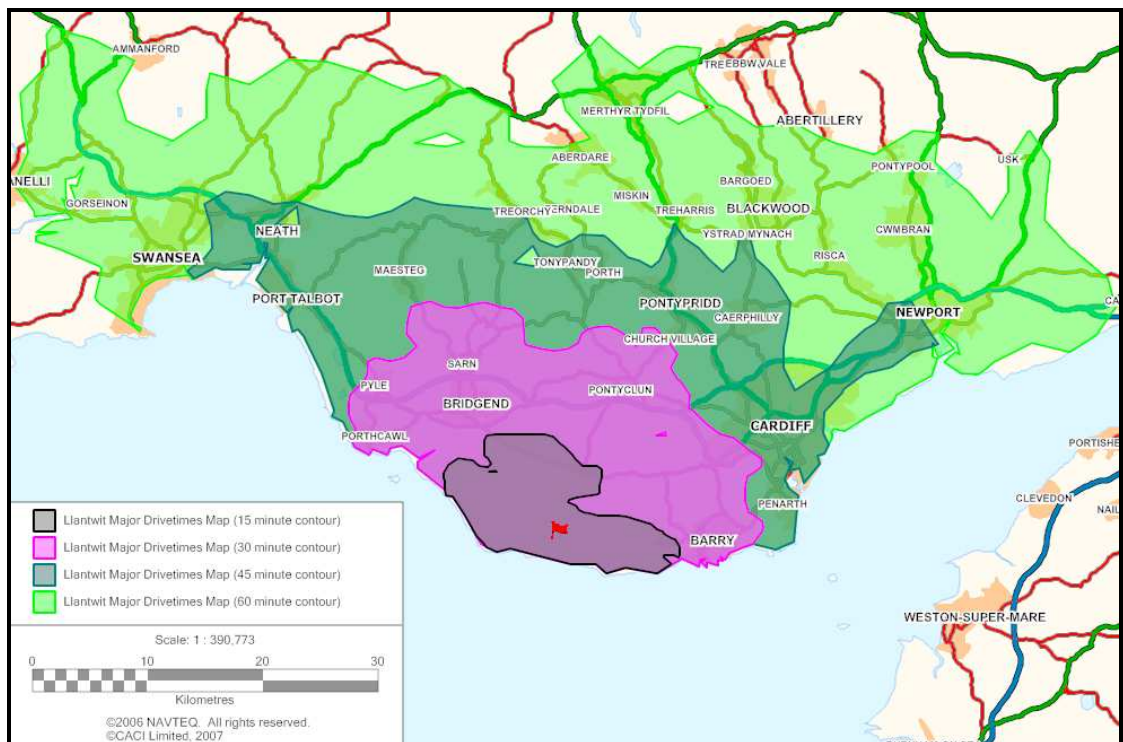 AMMANFORD
TREEBBW VALE
MERTHYR TYDFIL
ABERTILLERY
ABERDARE
USK
PONTYPOOL
ANELLI
GORSEINON
MISKIN
BARGOED
TREORCHY
ERNDALE
TREHARRIS
BLACKWOOD
NEATH
YSTRAD MYNACH
CWMBRAN
SWANSEA
RISCA
MAESTEG
TONYPANDY
PORTH
PORT TALBOT
PONTYPRIDD
CA
NEWPORT
CAERPHILLY
CHURCH VILLAGE
SARN
PYLE
PONTYCLUN
BRIDGEND
CARDIFF
PORTHCAWL
PORTISHE
CLEVEDON
PENARTH
NAIL
BARRY
WESTON-SUPER-MARE
Llantwit Major Drivetimes Map (15 minute contour)
Llantwit Major Drivetimes Map (30 minute contour)
Llantwit Major Drivetimes Map (45 minute contour)
Llantwit Major Drivetimes Map (60 minute contour)
Scale: 1 : 390,773
0 10 20 30
Kilometres
©2006 NAVTEQ. All rights reserved.
©CACI Limited, 2007